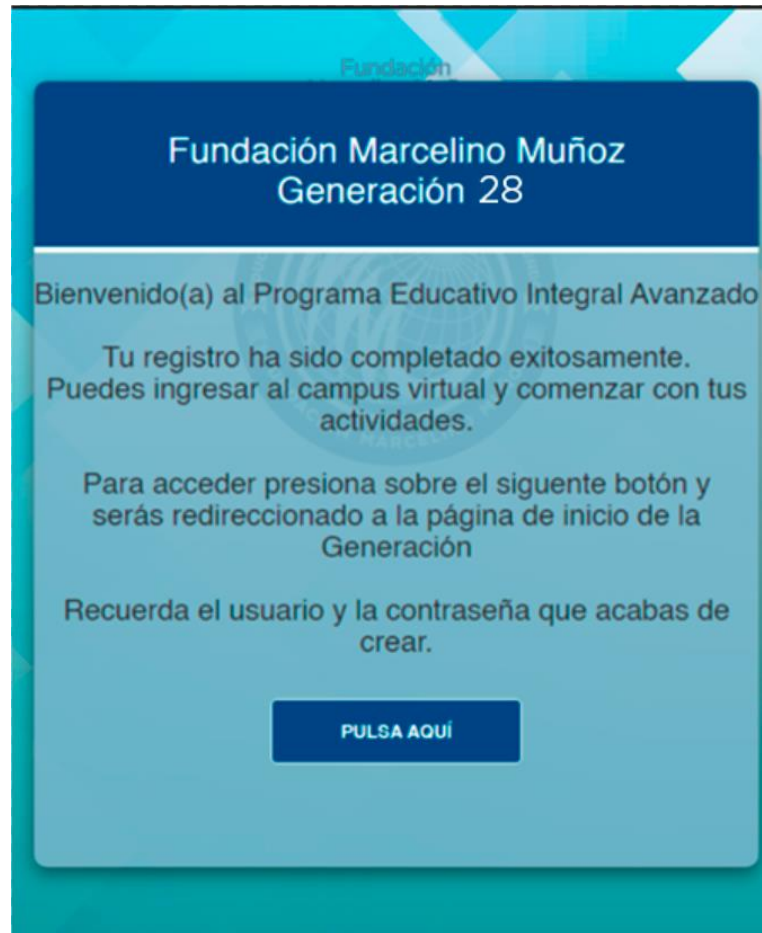 Fundación
Fundación Marcelino Muñoz
Generación 28
Bienvenido(a) al Programa Educativo Integral Avanzado
Tu registro ha sido completado exitosamente.
Puedes ingresar al campus virtual y comenzar con tus
actividades.
Para acceder presiona sobre el siguente botón y
serás redireccionado a la página de inicio de la
Generación
Recuerda el usuario y la contraseña que acabas de
crear.
PULSA AQUÍ